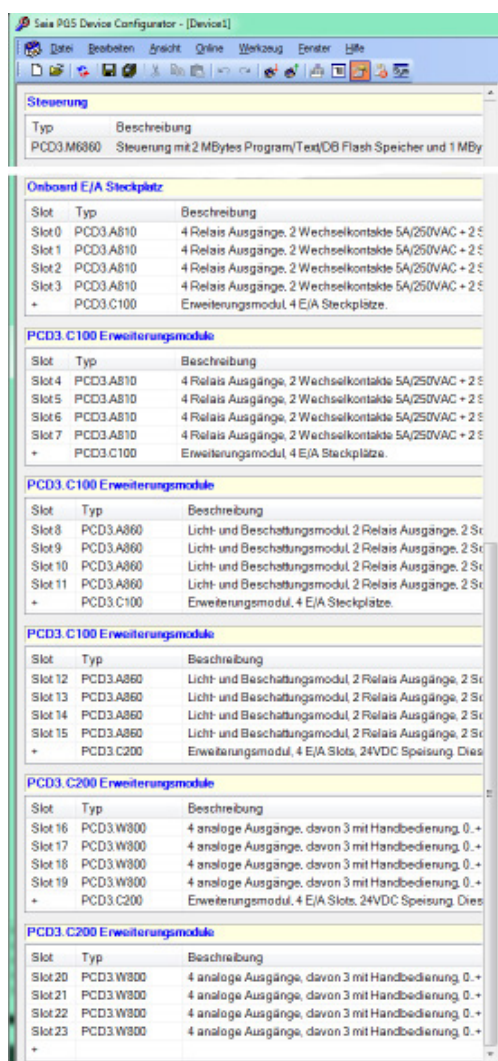 Saia PG5 Device Configurator - [Device1]
Datei Bearbeiten Ansicht Online Werkzeug Fenster Hilfe
Steuerung
Typ Beschreibung
PCD3.M6860 Steuerung mit 2 MBytes Program/Text/DB Flash Speicher und 1 MBy
Onboard E/A Steckplatz
Slot Typ Beschreibung
Slot 0 PCD3.A810 4 Relais Ausgänge, 2 Wechselkontakte 5A/250VAC + 2 S
Slot 1 PCD3.A810 4 Relais Ausgänge, 2 Wechselkontakte 5A/250VAC + 2 S
Slot 2 PCD3.A810 4 Relais Ausgänge, 2 Wechselkontakte 5A/250VAC + 2 S
Slot 3 PCD3.A810 4 Relais Ausgänge, 2 Wechselkontakte 5A/250VAC + 2 S
+ PCD3.C100 Erweiterungsmodul, 4 E/A Steckplätze.
PCD3.C100 Erweiterungsmodule
Slot Typ Beschreibung
Slot 4 PCD3.A810 4 Relais Ausgänge, 2 Wechselkontakte 5A/250VAC + 2 S
Slot 5 PCD3.A810 4 Relais Ausgänge, 2 Wechselkontakte 5A/250VAC + 2 S
Slot 6 PCD3.A810 4 Relais Ausgänge, 2 Wechselkontakte 5A/250VAC + 2 S
Slot 7 PCD3.A810 4 Relais Ausgänge, 2 Wechselkontakte 5A/250VAC + 2 S
+ PCD3.C100 Erweiterungsmodul, 4 E/A Steckplätze.
PCD3.C100 Erweiterungsmodule
Slot Typ Beschreibung
Slot 8 PCD3.A860 Licht- und Beschattungsmodul, 2 Relais Ausgänge, 2 Sc
Slot 9 PCD3.A860 Licht- und Beschattungsmodul, 2 Relais Ausgänge, 2 Sc
Slot 10 PCD3.A860 Licht- und Beschattungsmodul, 2 Relais Ausgänge, 2 Sc
Slot 11 PCD3.A860 Licht- und Beschattungsmodul, 2 Relais Ausgänge, 2 Sc
+ PCD3.C100 Erweiterungsmodul, 4 E/A Steckplätze.
PCD3.C100 Erweiterungsmodule
Slot Typ Beschreibung
Slot 12 PCD3.A860 Licht- und Beschattungsmodul, 2 Relais Ausgänge, 2 Sc
Slot 13 PCD3.A860 Licht- und Beschattungsmodul, 2 Relais Ausgänge, 2 Sc
Slot 14 PCD3.A860 Licht- und Beschattungsmodul, 2 Relais Ausgänge, 2 Sc
Slot 15 PCD3.A860 Licht- und Beschattungsmodul, 2 Relais Ausgänge, 2 Sc
+ PCD3.C200 Erweiterungsmodul, 4 E/A Slots, 24VDC Speisung. Dies
PCD3.C200 Erweiterungsmodule
Slot Typ Beschreibung
Slot 16 PCD3.W800 4 analoge Ausgänge, davon 3 mit Handbedienung, 0..+
Slot 17 PCD3.W800 4 analoge Ausgänge, davon 3 mit Handbedienung, 0..+
Slot 18 PCD3.W800 4 analoge Ausgänge, davon 3 mit Handbedienung, 0..+
Slot 19 PCD3.W800 4 analoge Ausgänge, davon 3 mit Handbedienung, 0..+
+ PCD3.C200 Erweiterungsmodul, 4 E/A Slots, 24VDC Speisung. Dies
PCD3.C200 Erweiterungsmodule
Slot Typ Beschreibung
Slot 20 PCD3.W800 4 analoge Ausgänge, davon 3 mit Handbedienung, 0..+
Slot 21 PCD3.W800 4 analoge Ausgänge, davon 3 mit Handbedienung, 0..+
Slot 22 PCD3.W800 4 analoge Ausgänge, davon 3 mit Handbedienung, 0..+
Slot 23 PCD3.W800 4 analoge Ausgänge, davon 3 mit Handbedienung, 0..+
+